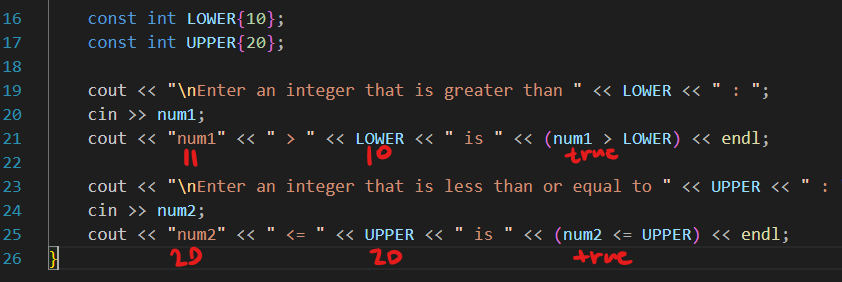 16 const int LOWER{10};
17 const int UPPER{20};
18
19 cout << "\nEnter an integer that is greater than " << LOWER << " : ";
20 cin >> num1;
21 cout << "num1" << " > " << LOWER << " is " << (num1 > LOWER) << endl;
11 10 true
22
23 cout << "\nEnter an integer that is less than or equal to " << UPPER << " :
24 cin >> num2;
25 cout << "num2" << " <= " << UPPER << " is " << (num2 <= UPPER) << endl;
20 20 true
26 }